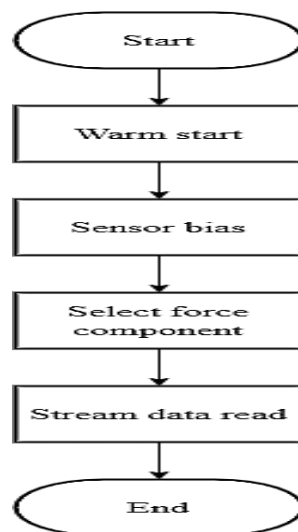 Start
Warm start
Sensor bias
Select force
component
Stream data read
End